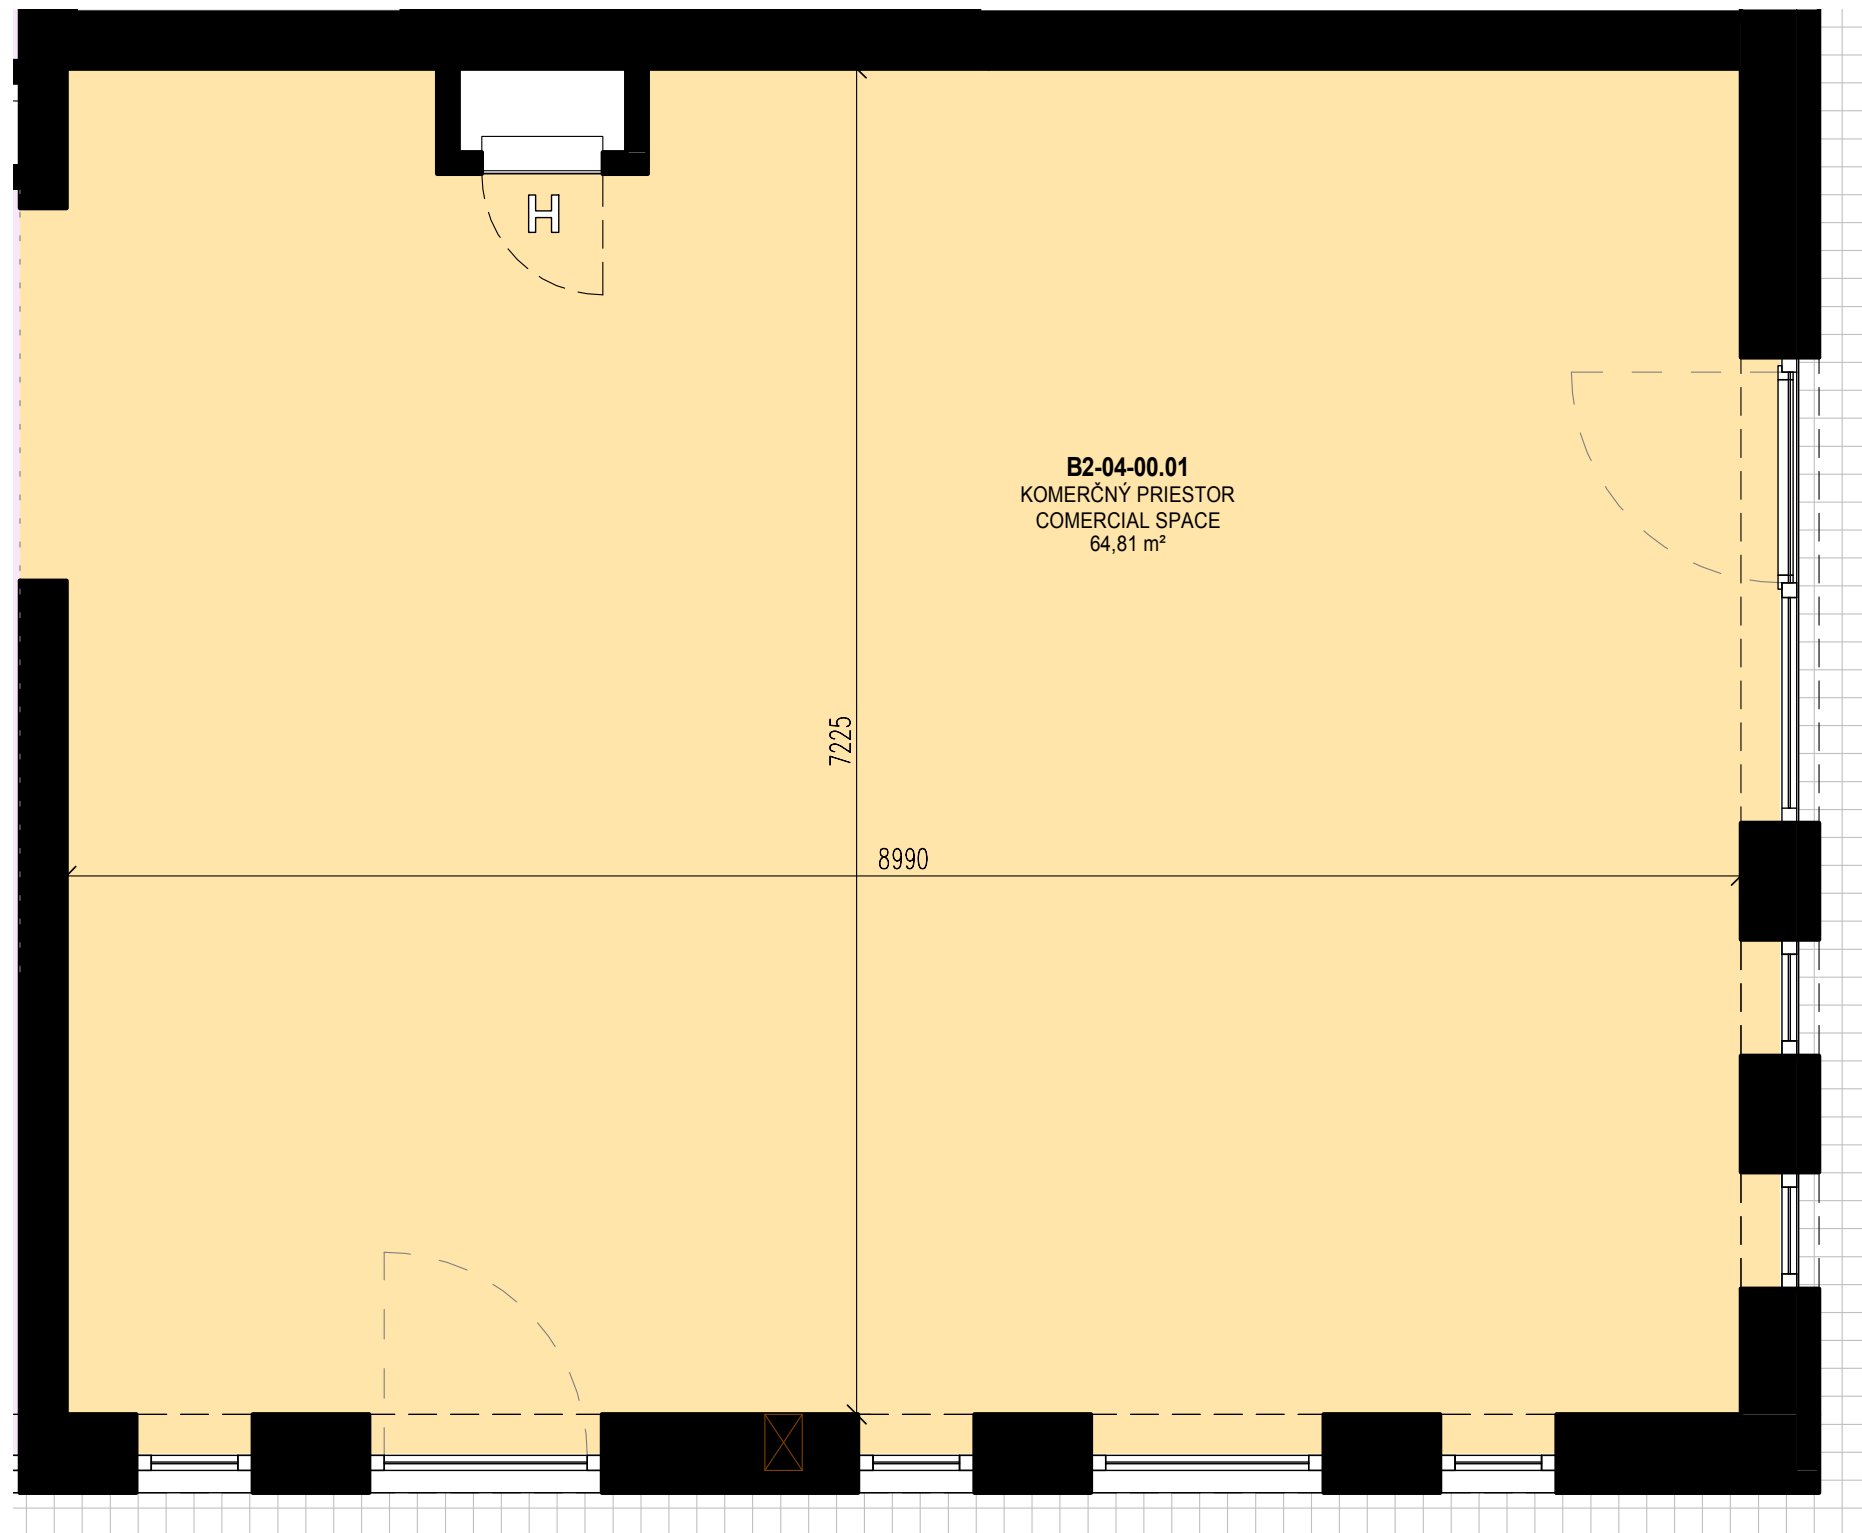 H
B2-04-00.01
KOMERČNÝ PRIESTOR
COMERCIAL SPACE
64,81 m²
7225
8990